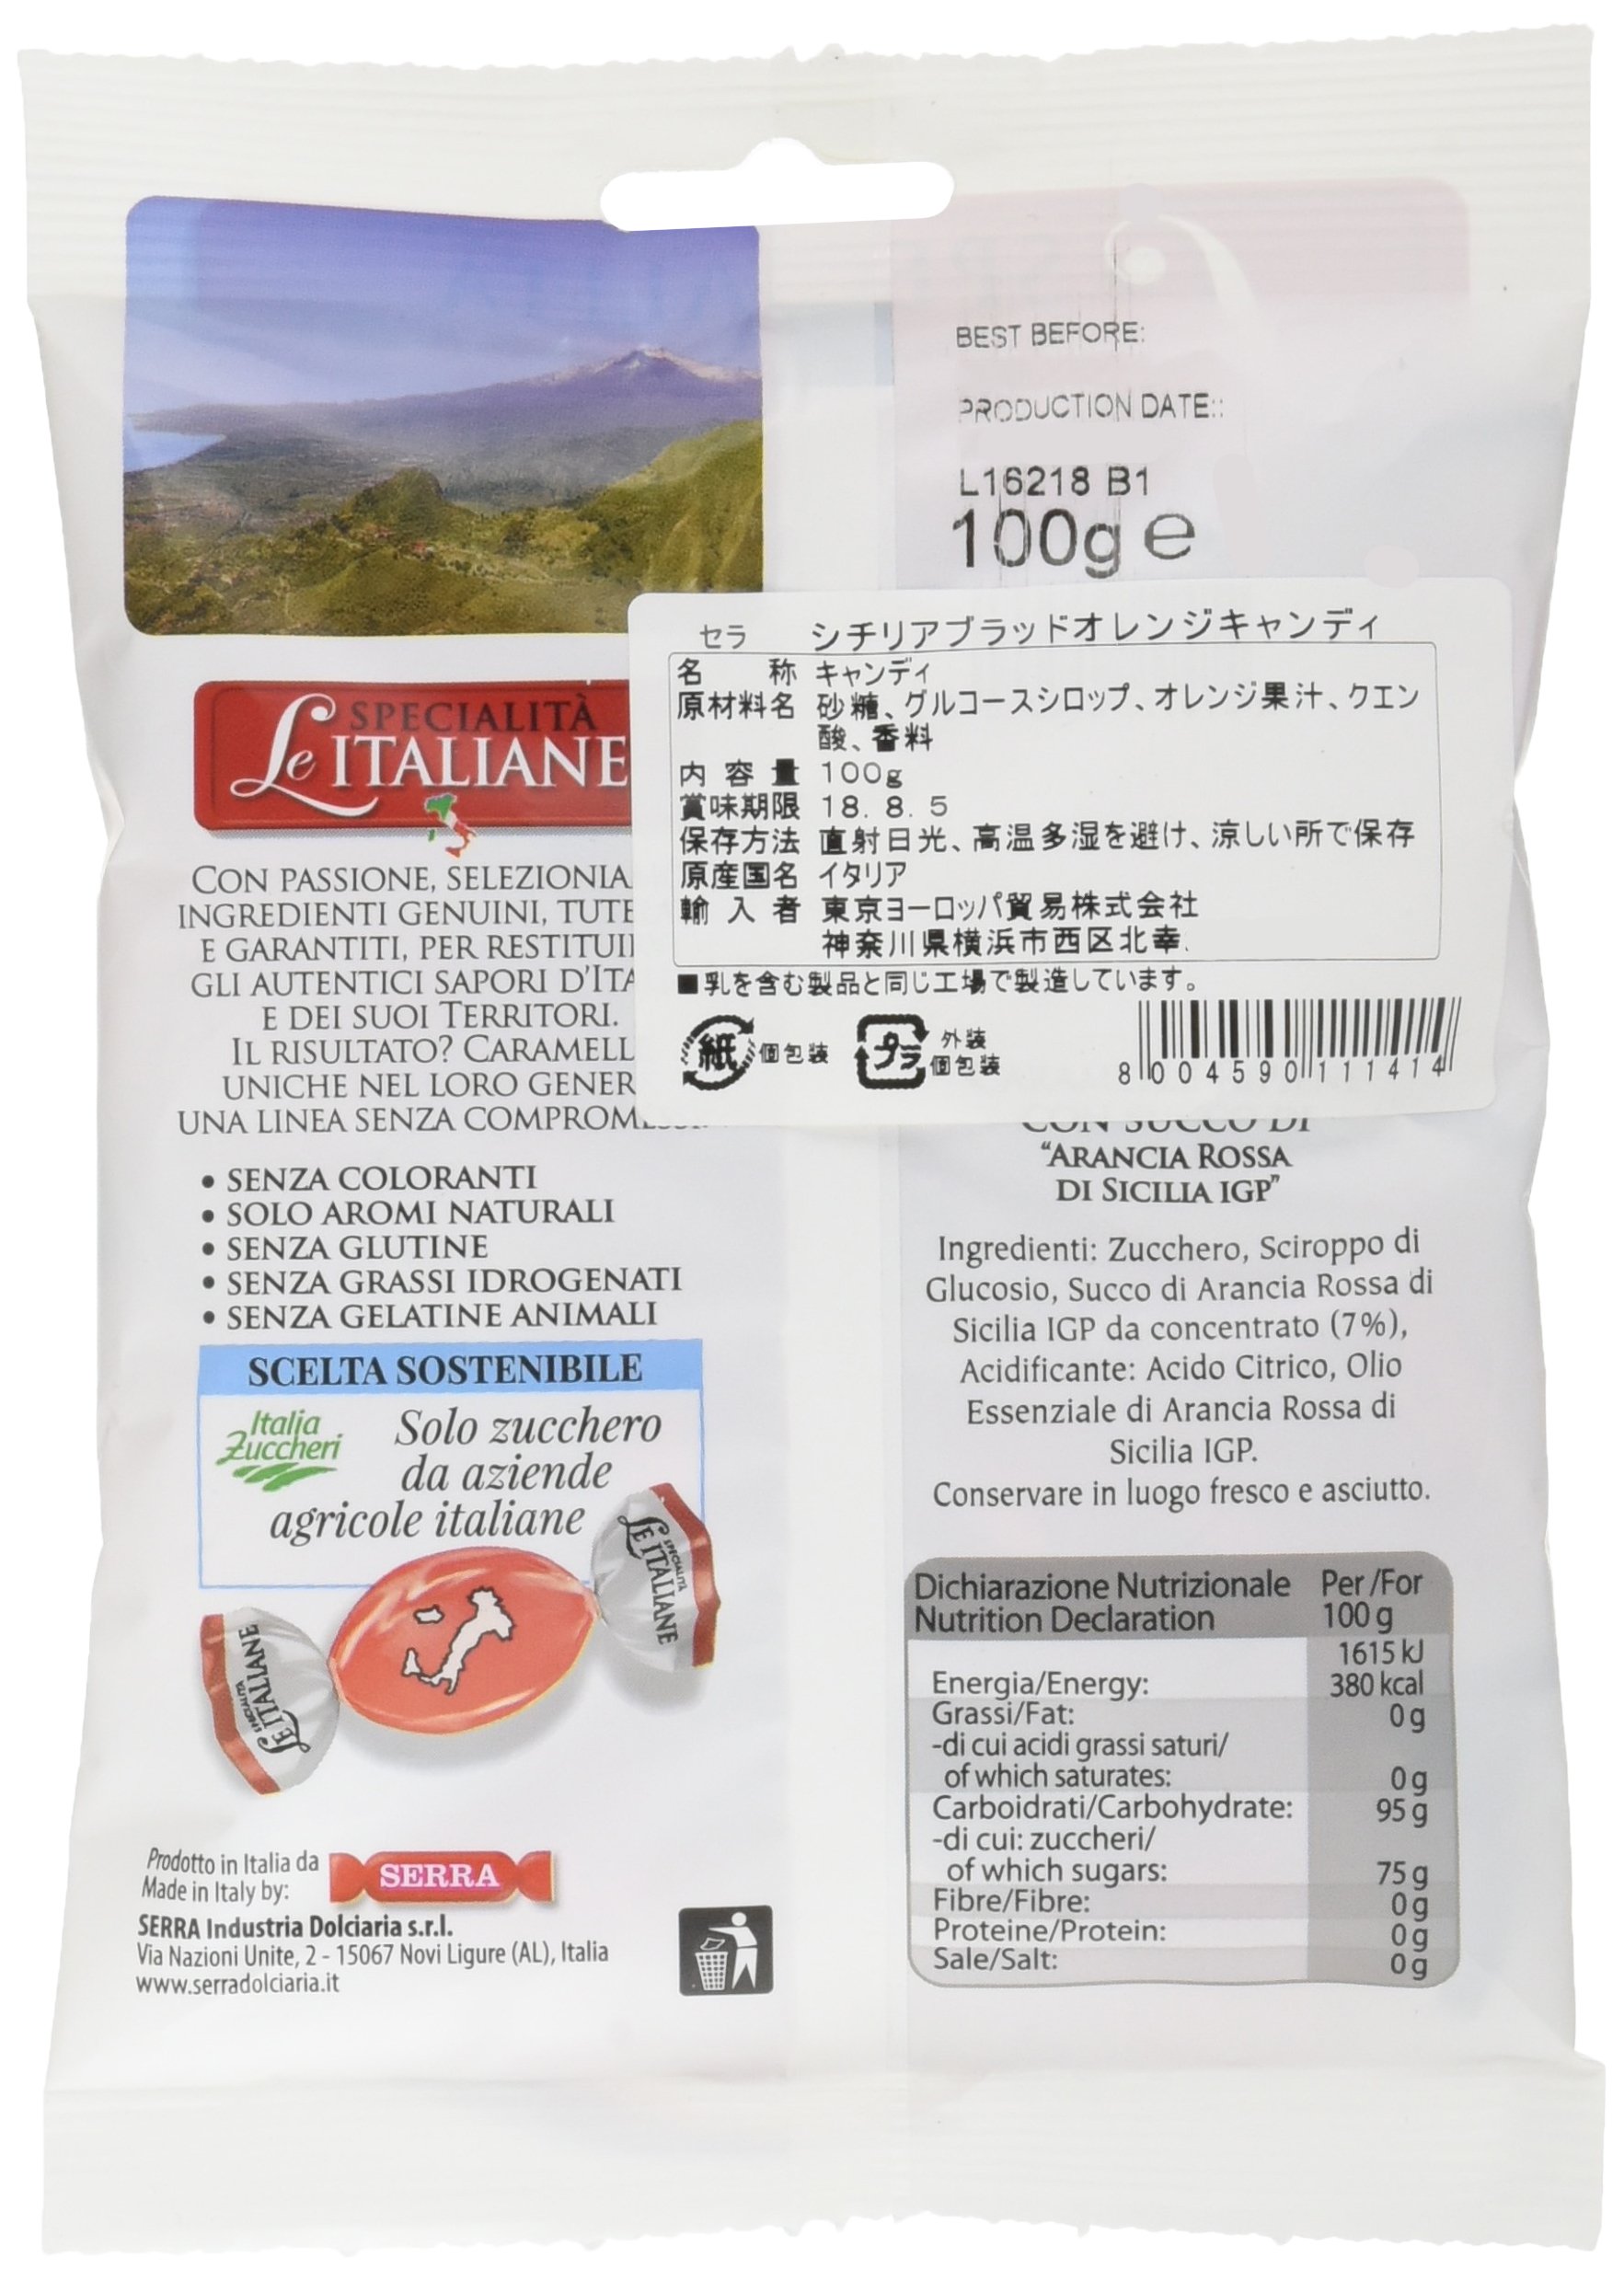 BEST BEFORE:
PRODUCTION DATE::
L16218 B1
100g e
セラ シチリアブラッドオレンジキャンディ
名 称 キャンディ
原材料名 砂糖、グルコースシロップ、オレンジ果汁、クエン
酸、香料
内容量 100g
賞味期限 18. 8. 5
保存方法 直射日光、高温多湿を避け、涼しい所で保存
原産国名 イタリア
輸入者 東京ヨーロッパ貿易株式会社
神奈川県横浜市西区北幸.
■乳を含む製品と同じ工場で製造しています。
紙 個包装 プラ 外装
個包装
8 004590 111414
SPECIALITÀ
Le ITALIANE
CON PASSIONE, SELEZIONIA
INGREDIENTI GENUINI, TUTE
E GARANTITI, PER RESTITUI
GLI AUTENTICI SAPORI D'ITA
E DEI SUOI TERRITORI.
IL RISULTATO? CARAMELL
UNICHE NEL LORO GENER
UNA LINEA SENZA COMPROM
• SENZA COLORANTI
• SOLO AROMI NATURALI
• SENZA GLUTINE
• SENZA GRASSI IDROGENATI
• SENZA GELATINE ANIMALI
SCELTA SOSTENIBILE
Italia
Zuccheri
Solo zucchero
da aziende
agricole italiane
SPECIALITÀ
Le ITALIANE
SPECIALITÀ
Le ITALIANE
Prodotto in Italia da
Made in Italy by:
SERRA
SERRA Industria Dolciaria s.r.l.
Via Nazioni Unite, 2 - 15067 Novi Ligure (AL), Italia
www.serradolciaria.it
CON SUCCO DI
“ARANCIA ROSSA
DI SICILIA IGP”
Ingredienti: Zucchero, Sciroppo di
Glucosio, Succo di Arancia Rossa di
Sicilia IGP da concentrato (7%),
Acidificante: Acido Citrico, Olio
Essenziale di Arancia Rossa di
Sicilia IGP.
Conservare in luogo fresco e asciutto.
Dichiarazione Nutrizionale Per /For
Nutrition Declaration 100 g
1615 kJ
Energia/Energy: 380 kcal
Grassi/Fat: 0 g
-di cui acidi grassi saturi/
of which saturates: 0 g
Carboidrati/Carbohydrate: 95 g
-di cui: zuccheri/
of which sugars: 75 g
Fibre/Fibre: 0 g
Proteine/Protein: 0 g
Sale/Salt: 0 g